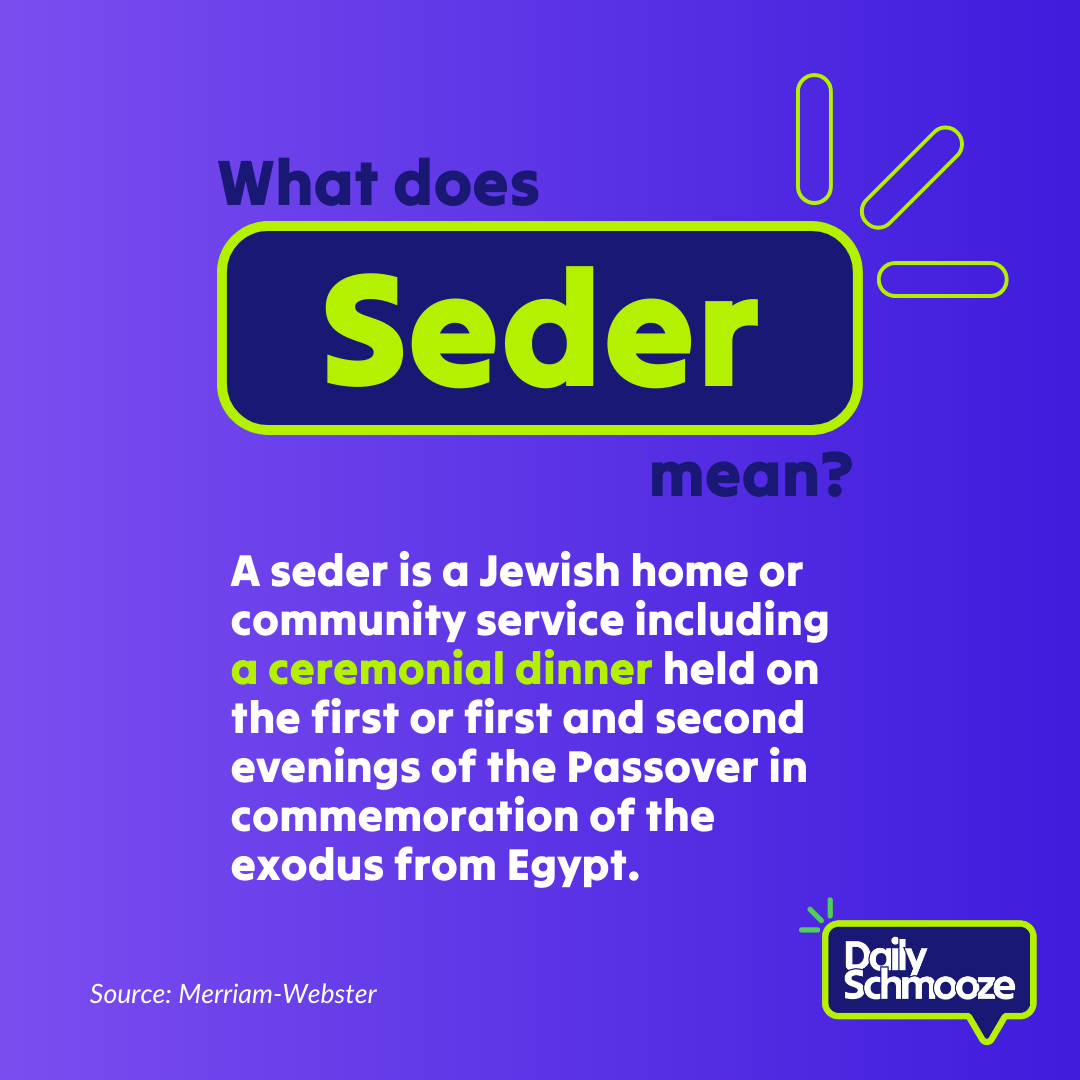 What does
Seder
mean?
A seder is a Jewish home or
community service including
a ceremonial dinner held on
the first or first and second
evenings of the Passover in
commemoration of the
exodus from Egypt.
Source: Merriam-Webster
Daily
Schmooze